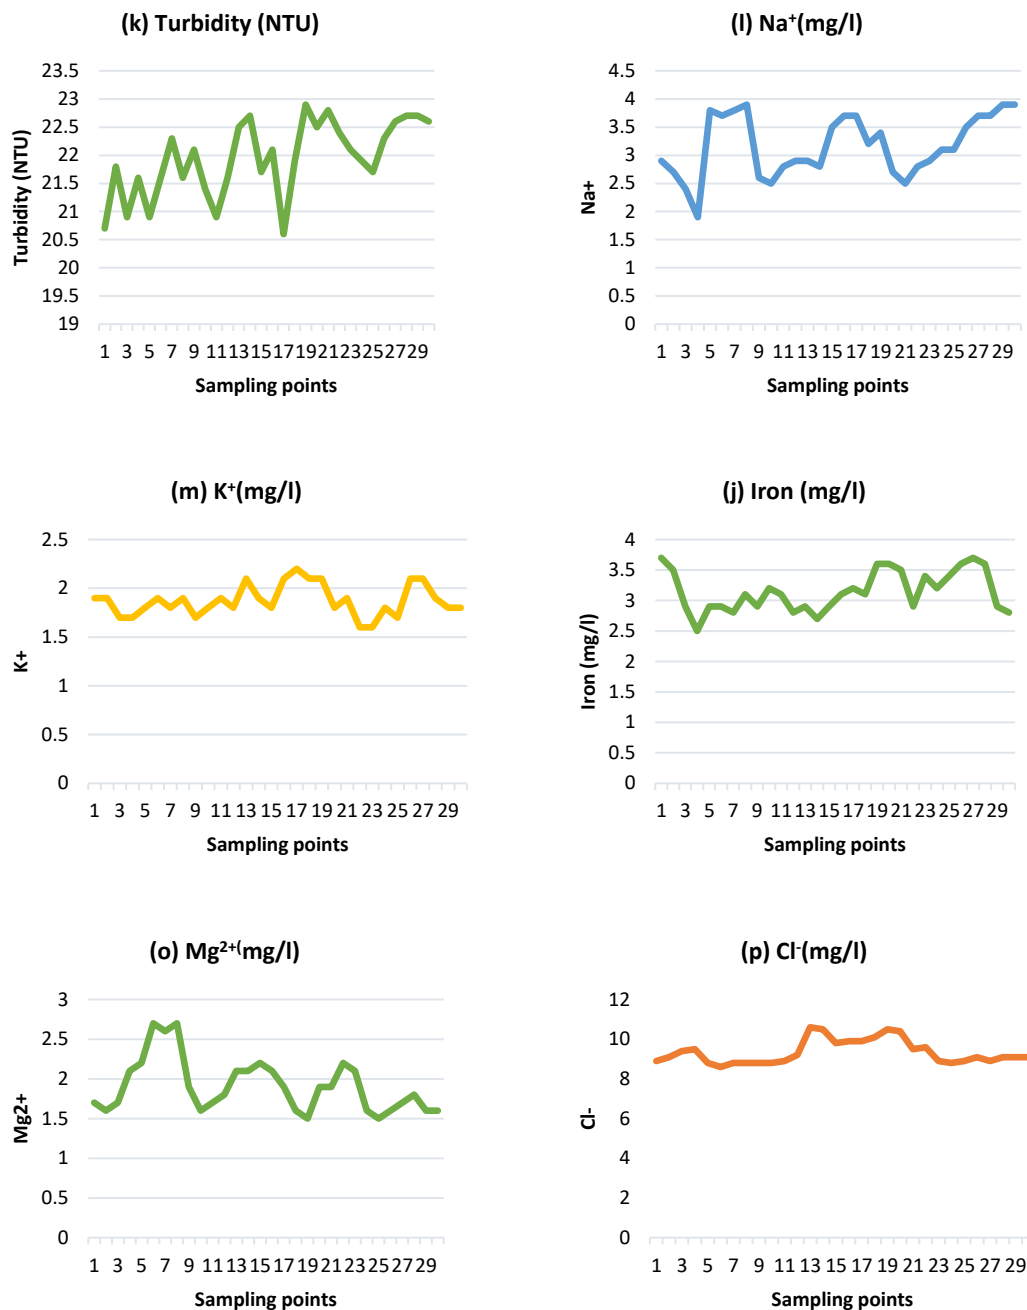 (k) Turbidity (NTU)
23.5
23
22.5
22
21.5
21
20.5
20
19.5
19
Turbidity (NTU)
1 3 5 7 9 11 13 15 17 19 21 23 25 27 29
Sampling points
(l) Na⁺(mg/l)
4.5
4
3.5
3
2.5
2
1.5
1
0.5
0
Na+
1 3 5 7 9 11 13 15 17 19 21 23 25 27 29
Sampling points
(m) K⁺(mg/l)
2.5
2
1.5
1
0.5
0
K+
1 3 5 7 9 11 13 15 17 19 21 23 25 27 29
Sampling points
(j) Iron (mg/l)
4
3.5
3
2.5
2
1.5
1
0.5
0
Iron (mg/l)
1 3 5 7 9 11 13 15 17 19 21 23 25 27 29
Sampling points
(o) Mg²⁺⁽mg/l)
3
2.5
2
1.5
1
0.5
0
Mg2+
1 3 5 7 9 11 13 15 17 19 21 23 25 27 29
Sampling points
(p) Cl⁻(mg/l)
12
10
8
6
4
2
0
Cl-
1 3 5 7 9 11 13 15 17 19 21 23 25 27 29
Sampling points